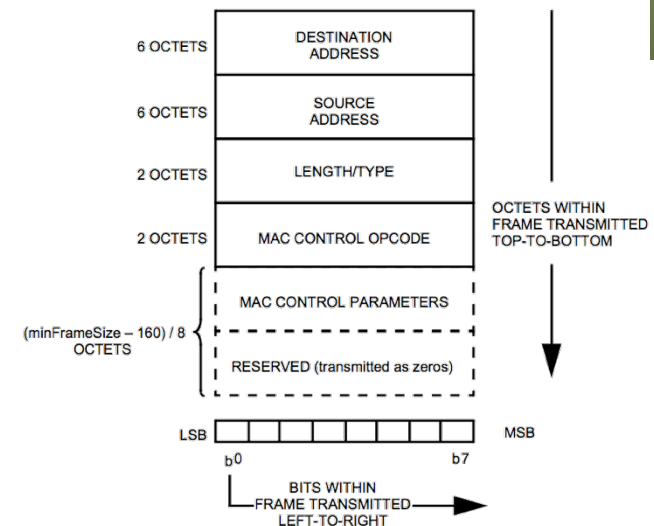 6 OCTETS
DESTINATION
ADDRESS
6 OCTETS
SOURCE
ADDRESS
2 OCTETS
LENGTH/TYPE
2 OCTETS
MAC CONTROL OPCODE
OCTETS WITHIN
FRAME TRANSMITTED
TOP-TO-BOTTOM
(minFrameSize – 160) / 8
OCTETS
MAC CONTROL PARAMETERS
RESERVED (transmitted as zeros)
LSB
MSB
b0
b7
BITS WITHIN
FRAME TRANSMITTED
LEFT-TO-RIGHT